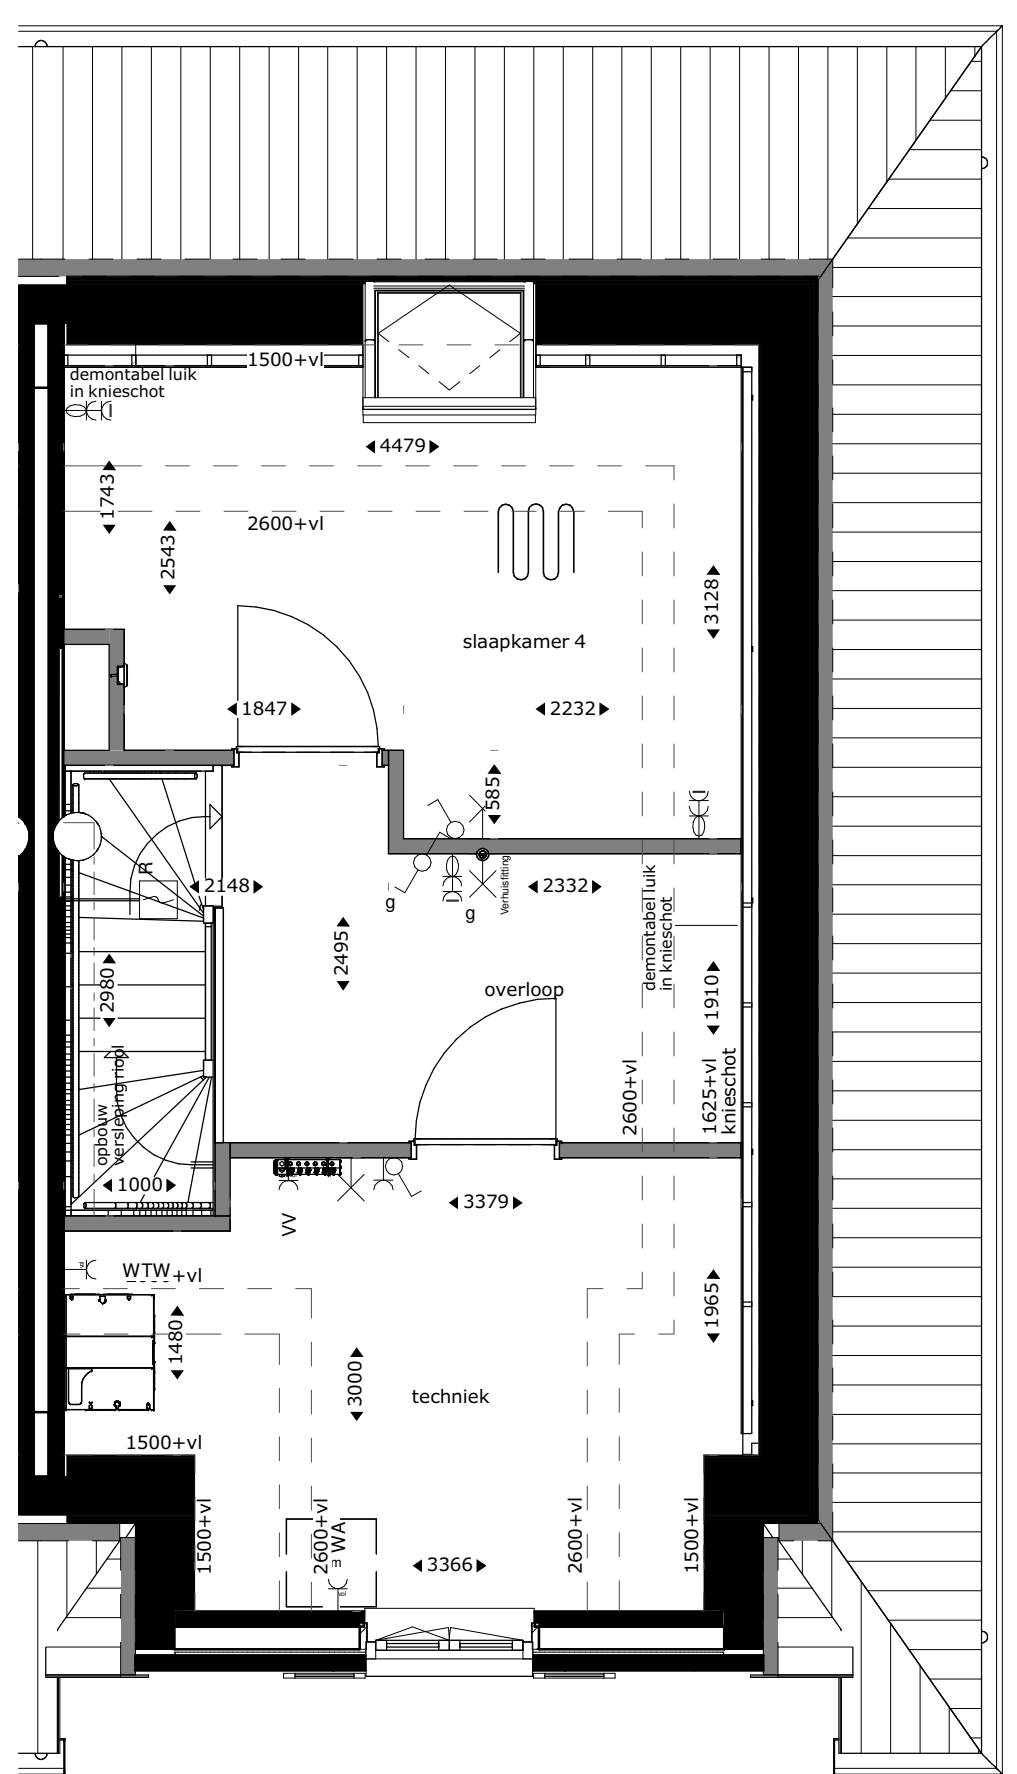 1500+vl
demontabel luik
in knieschot
4479
1743
2600+vl
2543
3128
slaapkamer 4
1847
2232
585
R
2148
2332
g
g
Verhuisfitting
demontabel luik
in knieschot
2495
2980
overloop
1910
opbouw
versleping riool
2600+vl
1625+vl
knieschot
1000
3379
VV
WTW
+vl
1965
1480
3000
techniek
1500+vl
1500+vl
2600+vl
WA
m
3366
2600+vl
1500+vl